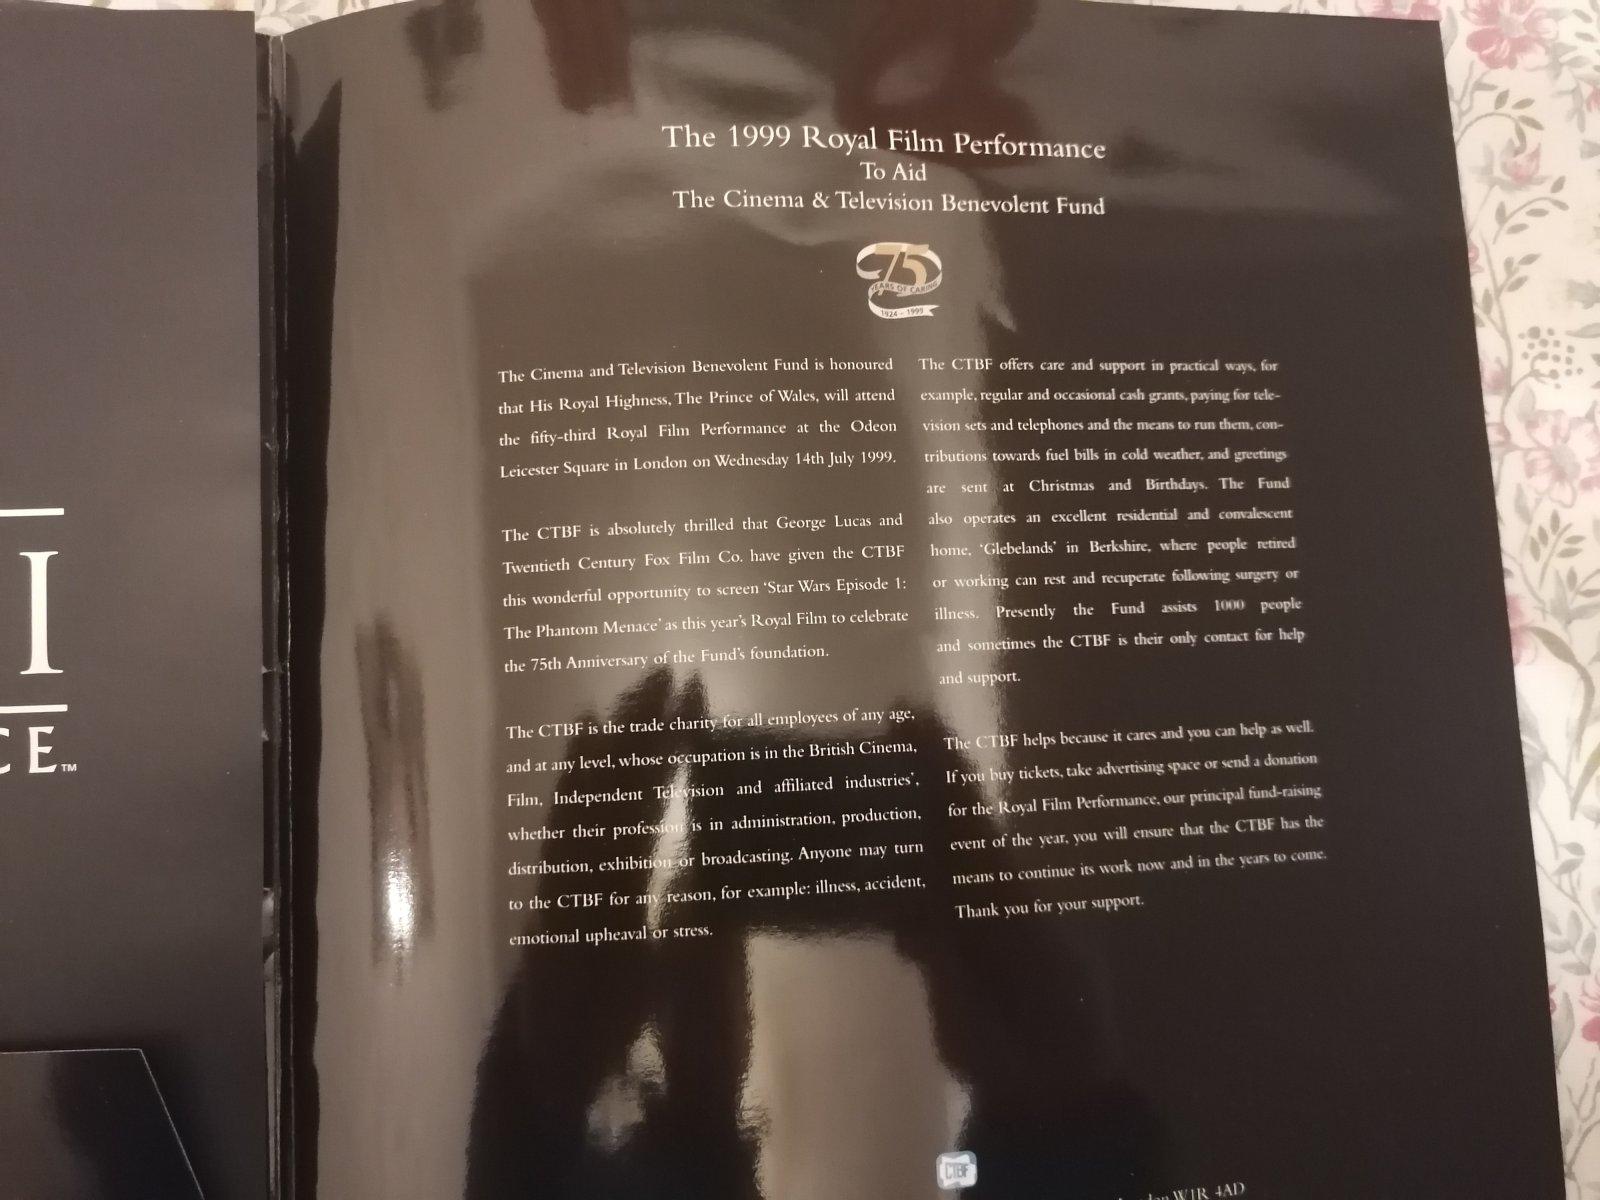 I
CE™
The 1999 Royal Film Performance
To Aid
The Cinema & Television Benevolent Fund
75
YEARS OF CARING
1924 - 1999
The Cinema and Television Benevolent Fund is honoured
that His Royal Highness, The Prince of Wales, will attend
the fifty-third Royal Film Performance at the Odeon
Leicester Square in London on Wednesday 14th July 1999.
The CTBF is absolutely thrilled that George Lucas and
Twentieth Century Fox Film Co. have given the CTBF
this wonderful opportunity to screen ‘Star Wars Episode 1:
The Phantom Menace’ as this year’s Royal Film to celebrate
the 75th Anniversary of the Fund’s foundation.
The CTBF is the trade charity for all employees of any age,
and at any level, whose occupation is in the British Cinema,
Film, Independent Television and affiliated industries’,
whether their profession is in administration, production,
distribution, exhibition or broadcasting. Anyone may turn
to the CTBF for any reason, for example: illness, accident,
emotional upheaval or stress.
The CTBF offers care and support in practical ways, for
example, regular and occasional cash grants, paying for tele-
vision sets and telephones and the means to run them, con-
tributions towards fuel bills in cold weather, and greetings
are sent at Christmas and Birthdays. The Fund
also operates an excellent residential and convalescent
home, ‘Glebelands’ in Berkshire, where people retired
or working can rest and recuperate following surgery or
illness. Presently the Fund assists 1000 people
and sometimes the CTBF is their only contact for help
and support.
The CTBF helps because it cares and you can help as well.
If you buy tickets, take advertising space or send a donation
for the Royal Film Performance, our principal fund-raising
event of the year, you will ensure that the CTBF has the
means to continue its work now and in the years to come.
Thank you for your support.
CTBF
W1R 4AD